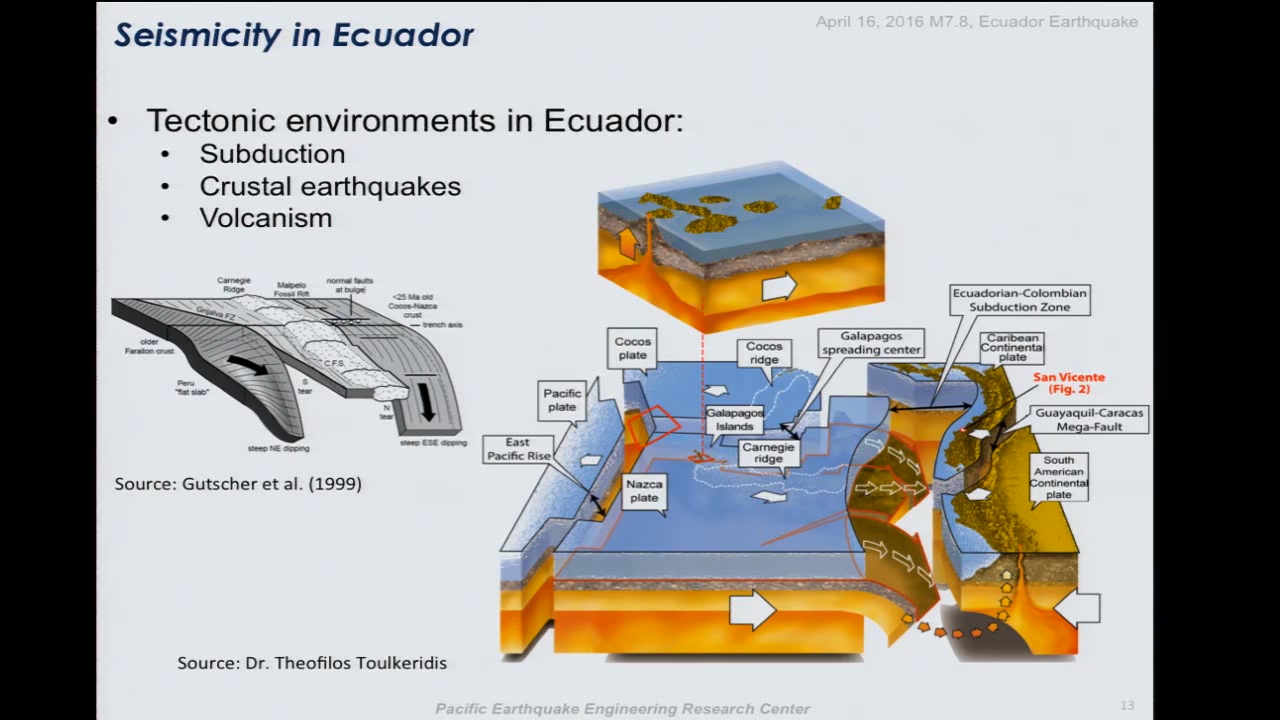 April 16, 2016 M7.8, Ecuador Earthquake
Seismicity in Ecuador
• Tectonic environments in Ecuador:
• Subduction
• Crustal earthquakes
• Volcanism
Carnegie
Ridge
Malpelo
Fossil Rift
normal faults
at bulge
<25 Ma old
Cocos-Nazca
crust
trench axis
Grijalva FZ
older
Farallon crust
C.F.S.
Peru
"flat slab"
S
tear
N
tear
steep NE dipping
steep ESE dipping
Source: Gutscher et al. (1999)
Ecuadorian-Colombian
Subduction Zone
Cocos
plate
Cocos
ridge
Galapagos
spreading center
Caribean
Continental
plate
San Vicente
(Fig. 2)
Pacific
plate
Galapagos
Islands
Guayaquil-Caracas
Mega-Fault
East
Pacific Rise
Carnegie
ridge
Nazca
plate
South
American
Continental
plate
Source: Dr. Theofilos Toulkeridis
Pacific Earthquake Engineering Research Center
13